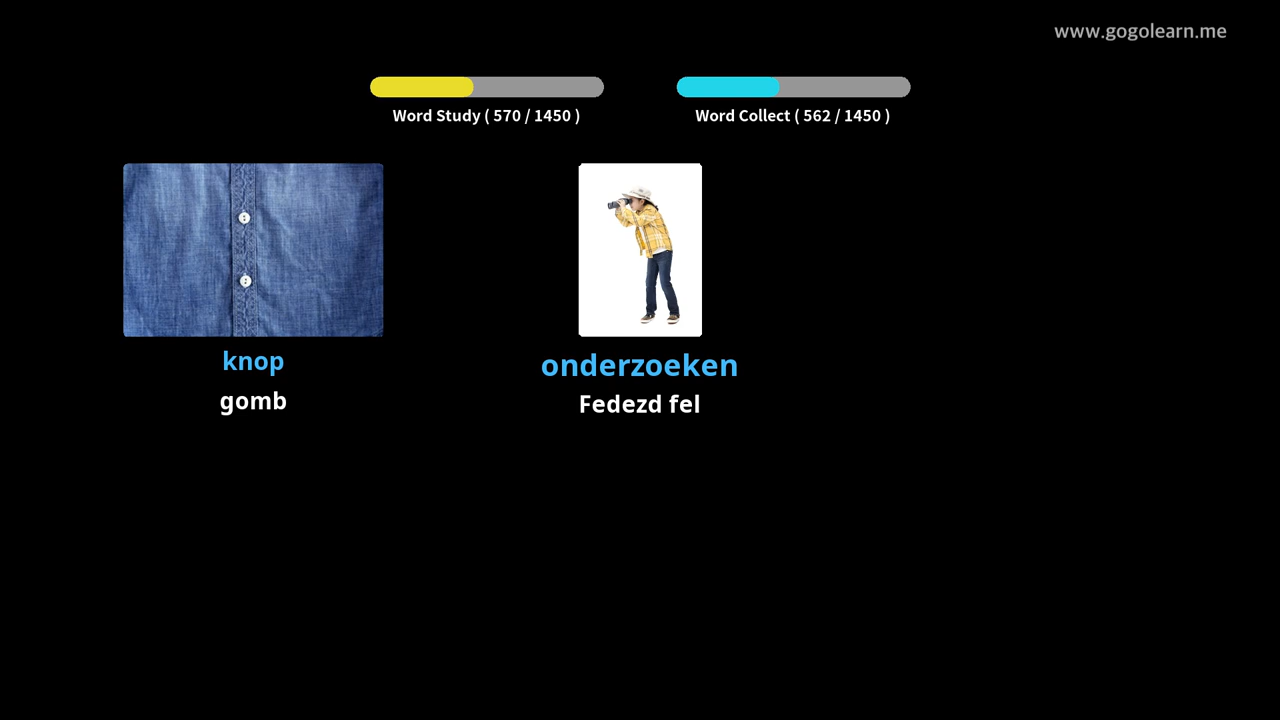 www.gogolearn.me
Word Study ( 570 / 1450 )
Word Collect ( 562 / 1450 )
knop
gomb
onderzoeken
Fedezd fel